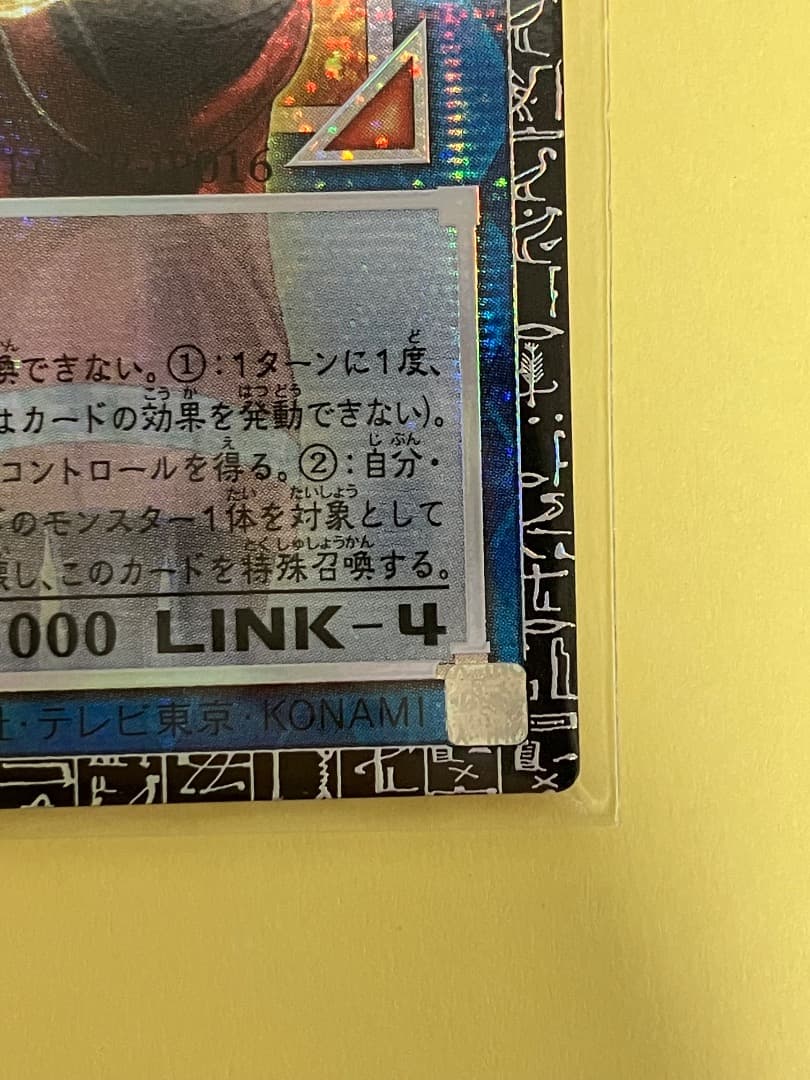 016
喚できない。①：1ターンに1度、
はカードの効果を発動できない)。
コントロールを得る。②：自分・
のモンスター1体を対象として
し、このカードを特殊召喚する。
000 LINK-4
社・テレビ東京・KONAMI